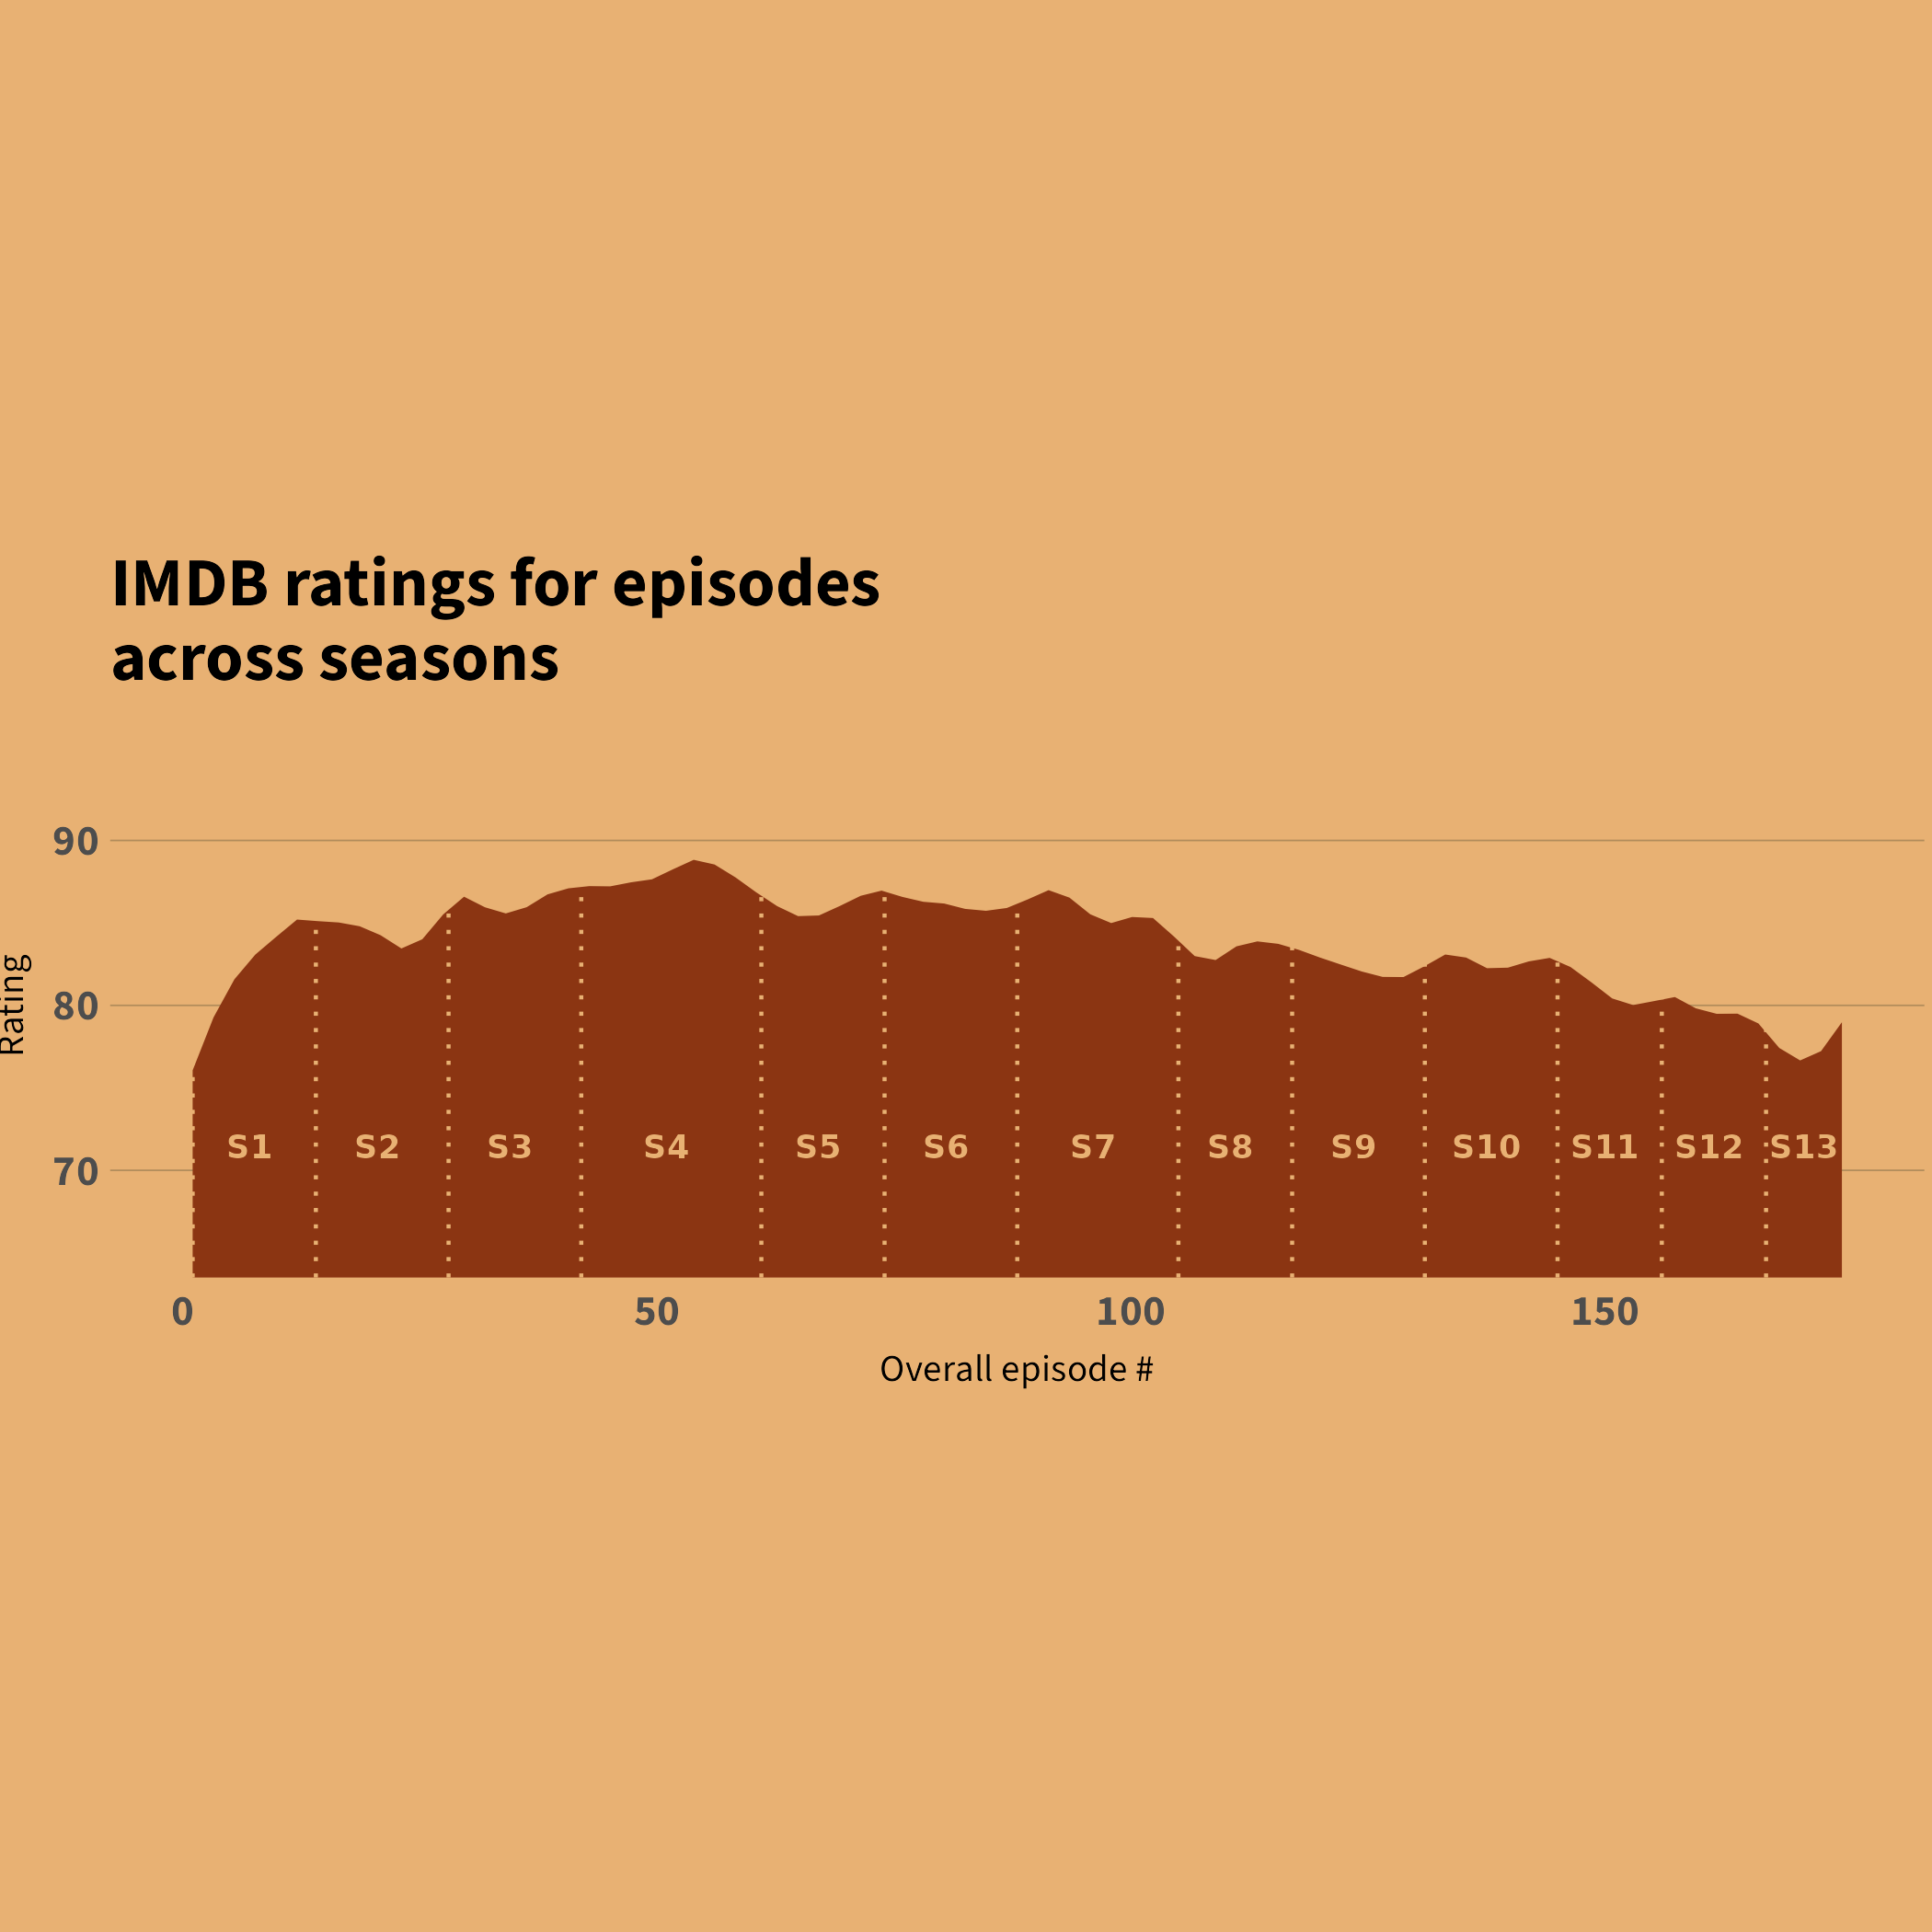 IMDB ratings for episodes
across seasons
90
80
70
Rating
S1 S2 S3 S4 S5 S6 S7 S8 S9 S10 S11 S12 S13
0 50 100 150
Overall episode #